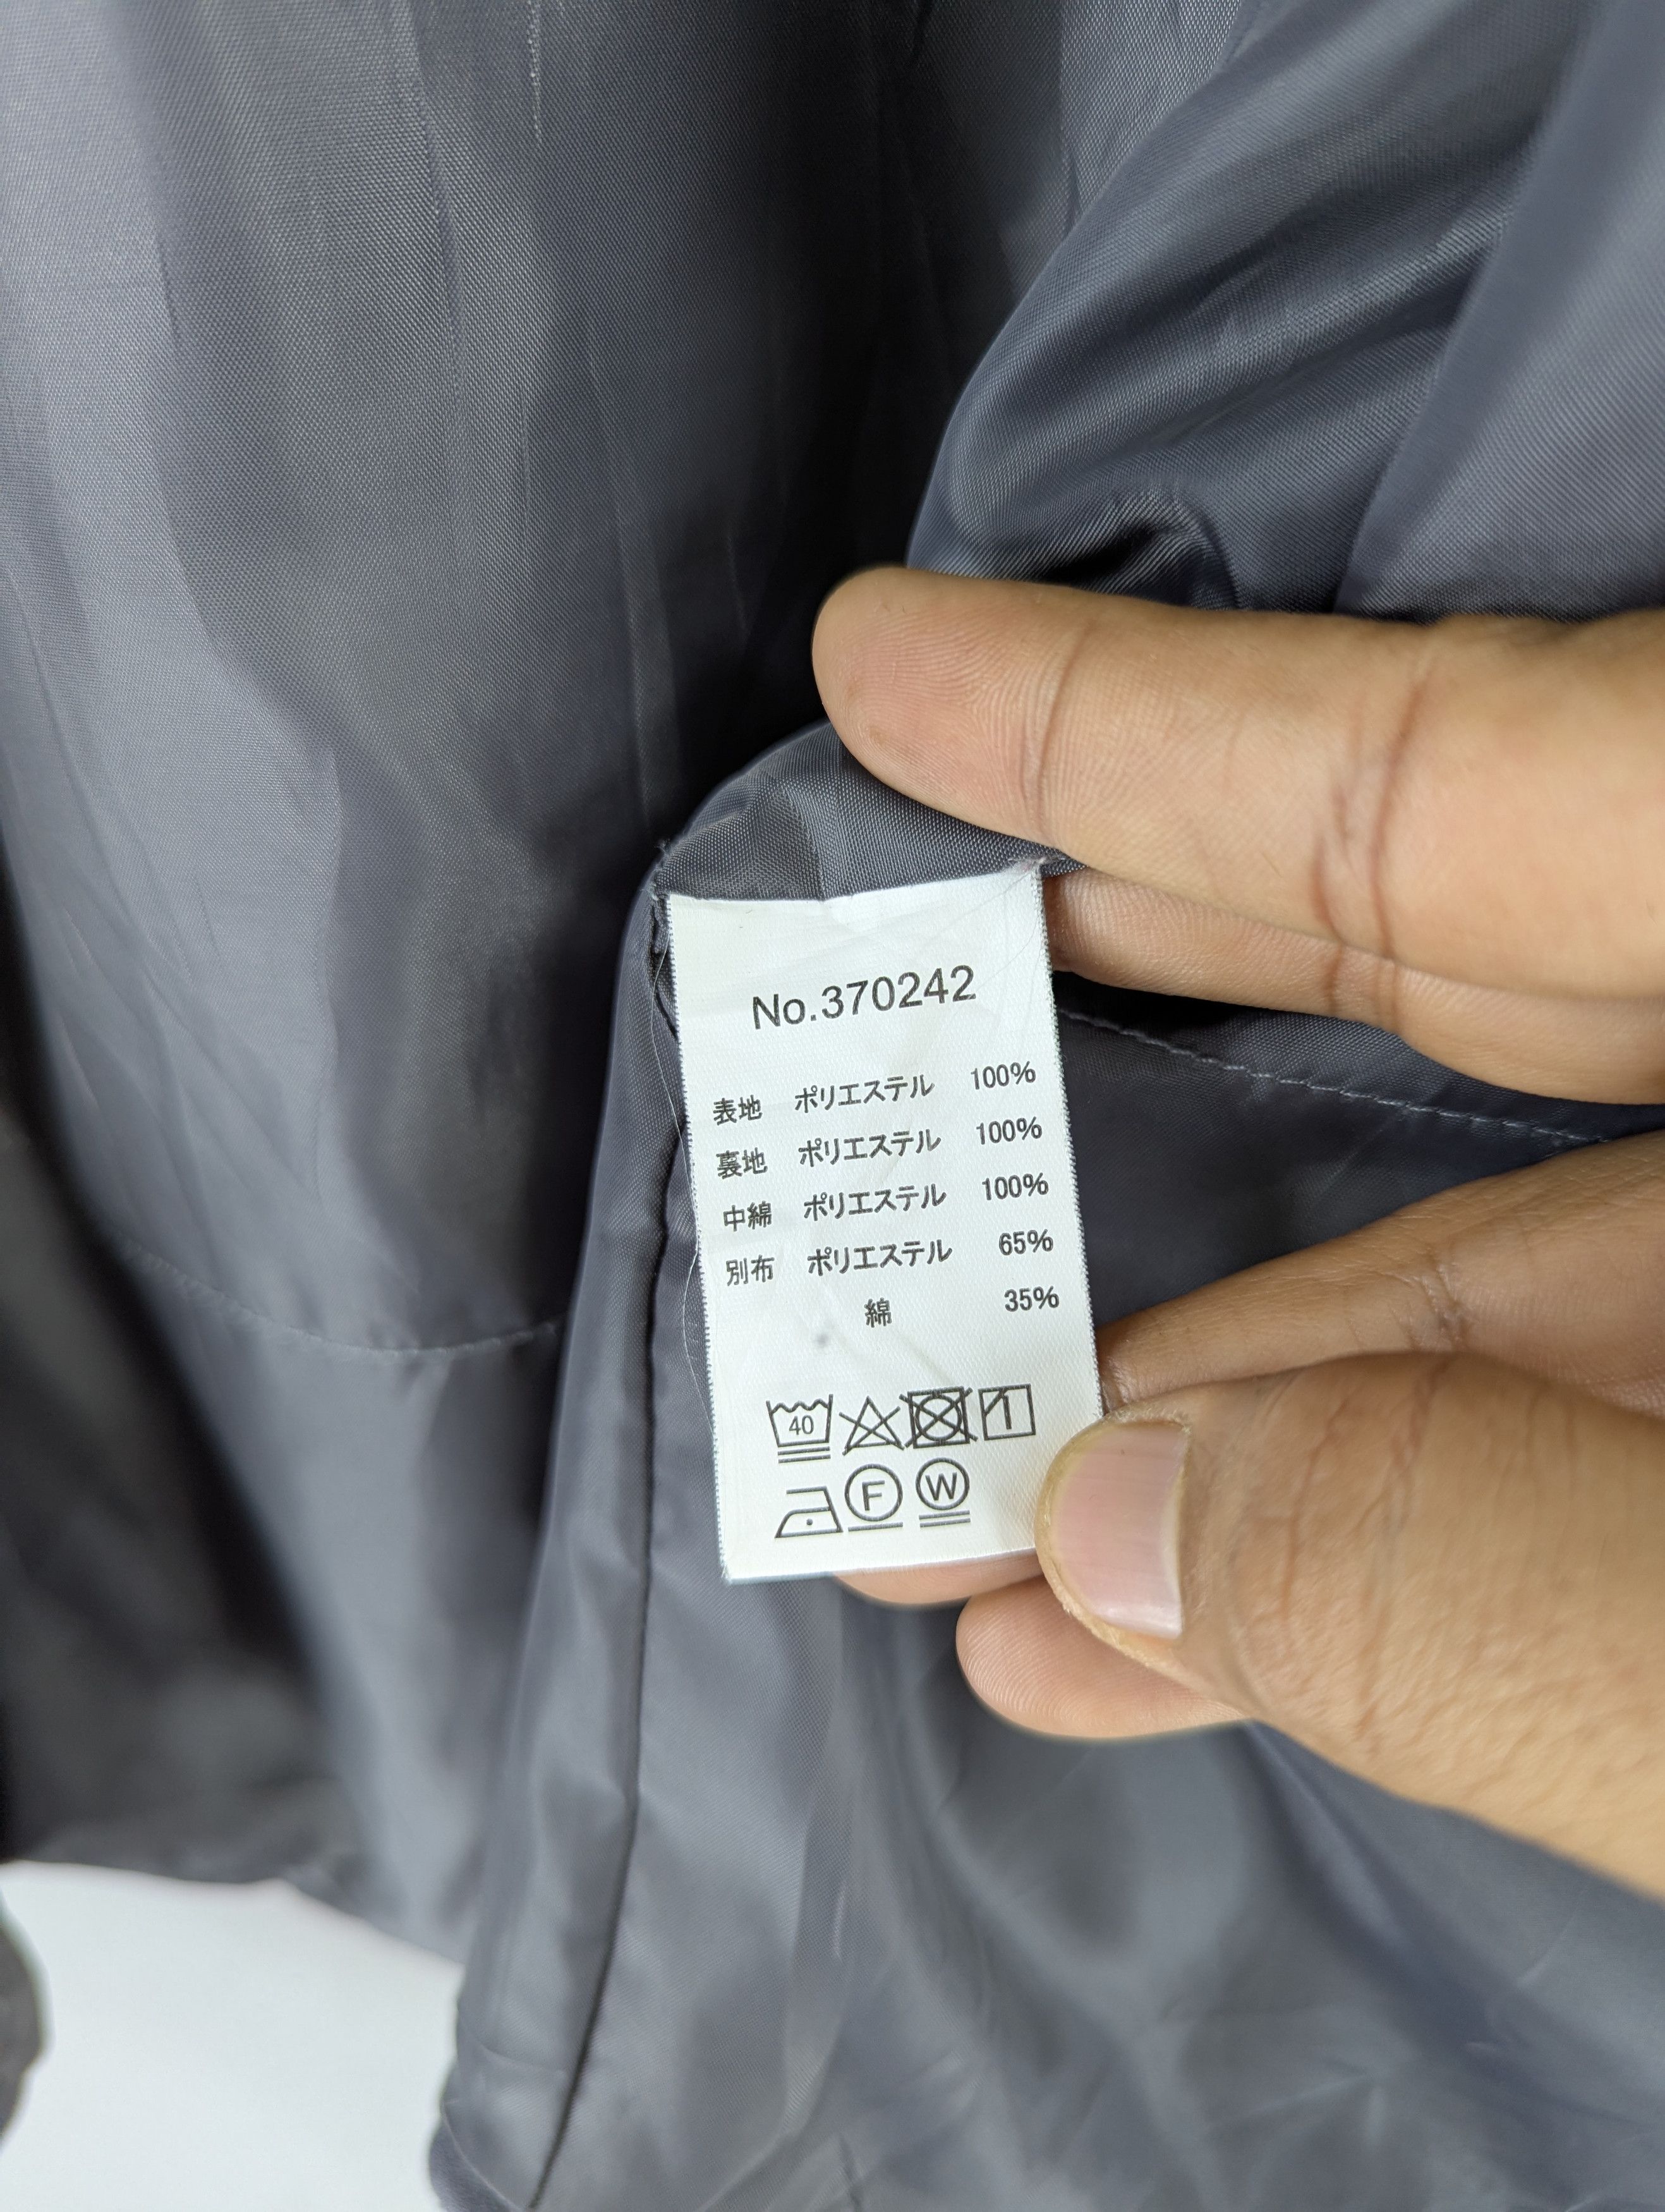 No.370242
表地 ポリエステル 100%
裏地 ポリエステル 100%
中綿 ポリエステル 100%
別布 ポリエステル 65%
綿 35%
40
F W